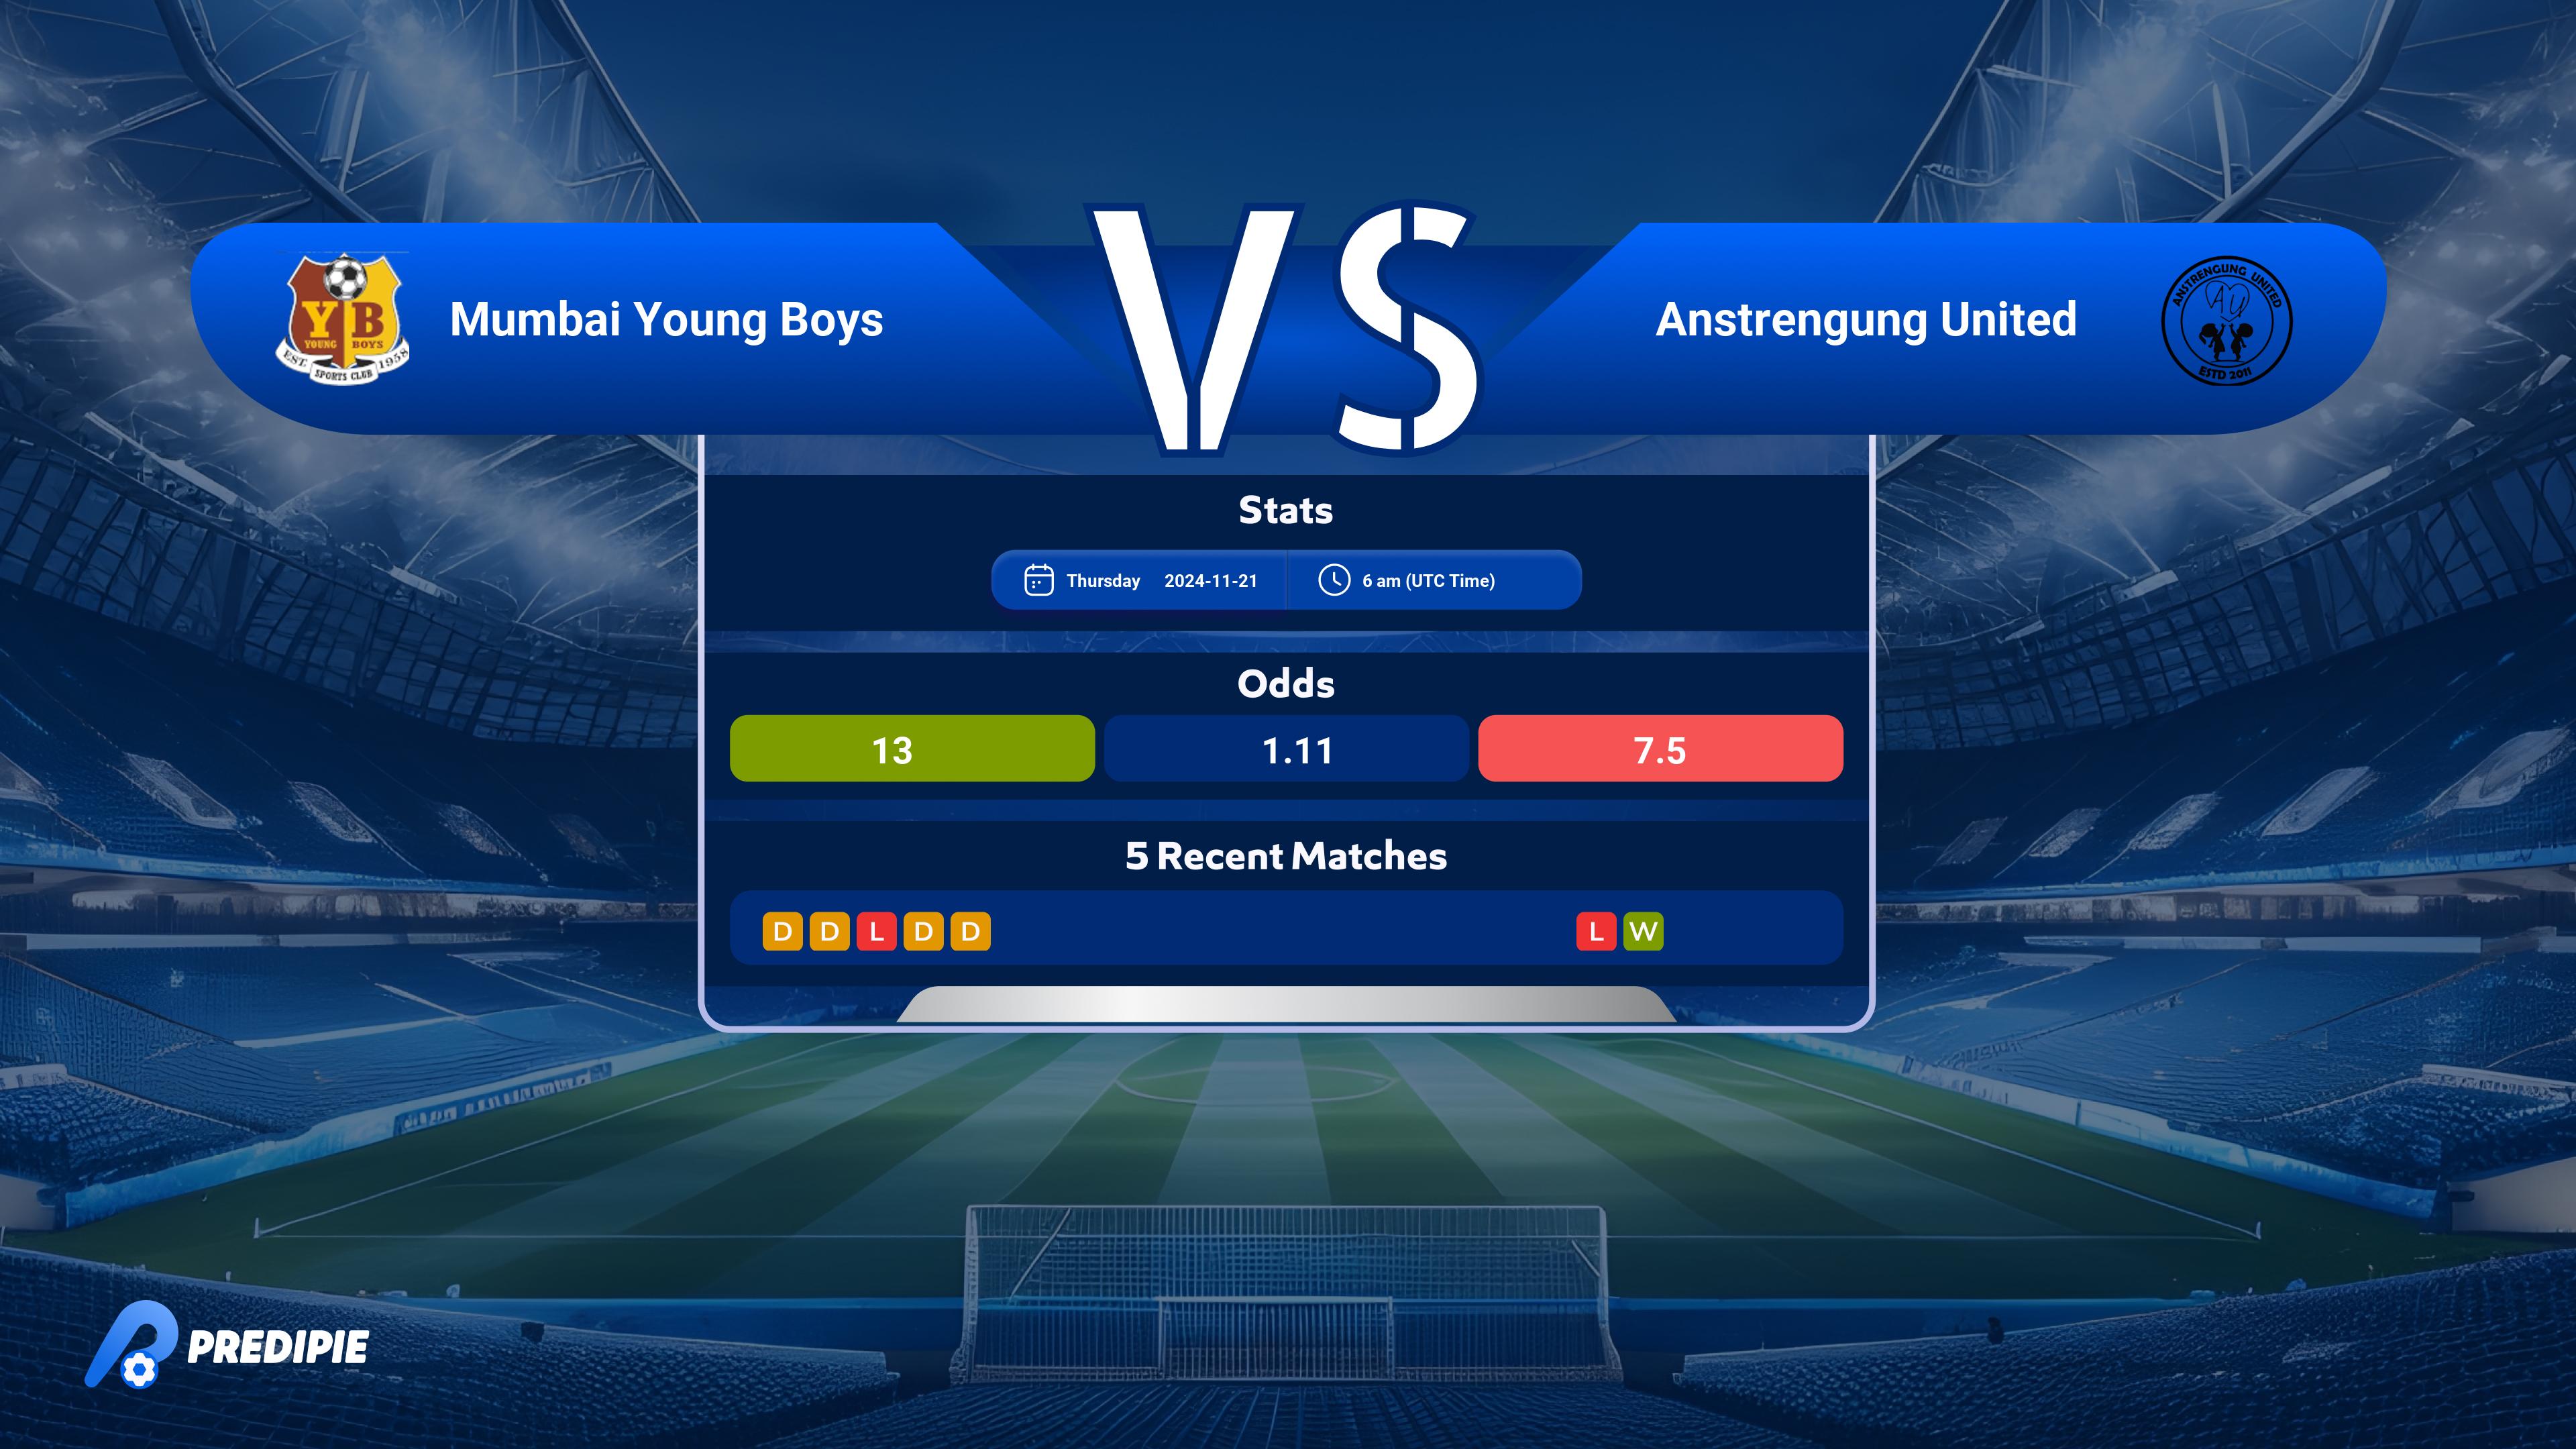 VS
Y B
YOUNG BOYS
EST. 1958
SPORTS CLUB
Mumbai Young Boys
Anstrengung United
ANSTRENGUNG UNITED
AU
ESTD 2011
Stats
Thursday 2024-11-21 6 am (UTC Time)
Odds
13 1.11 7.5
5 Recent Matches
D D L D D L W
PREDIPIE